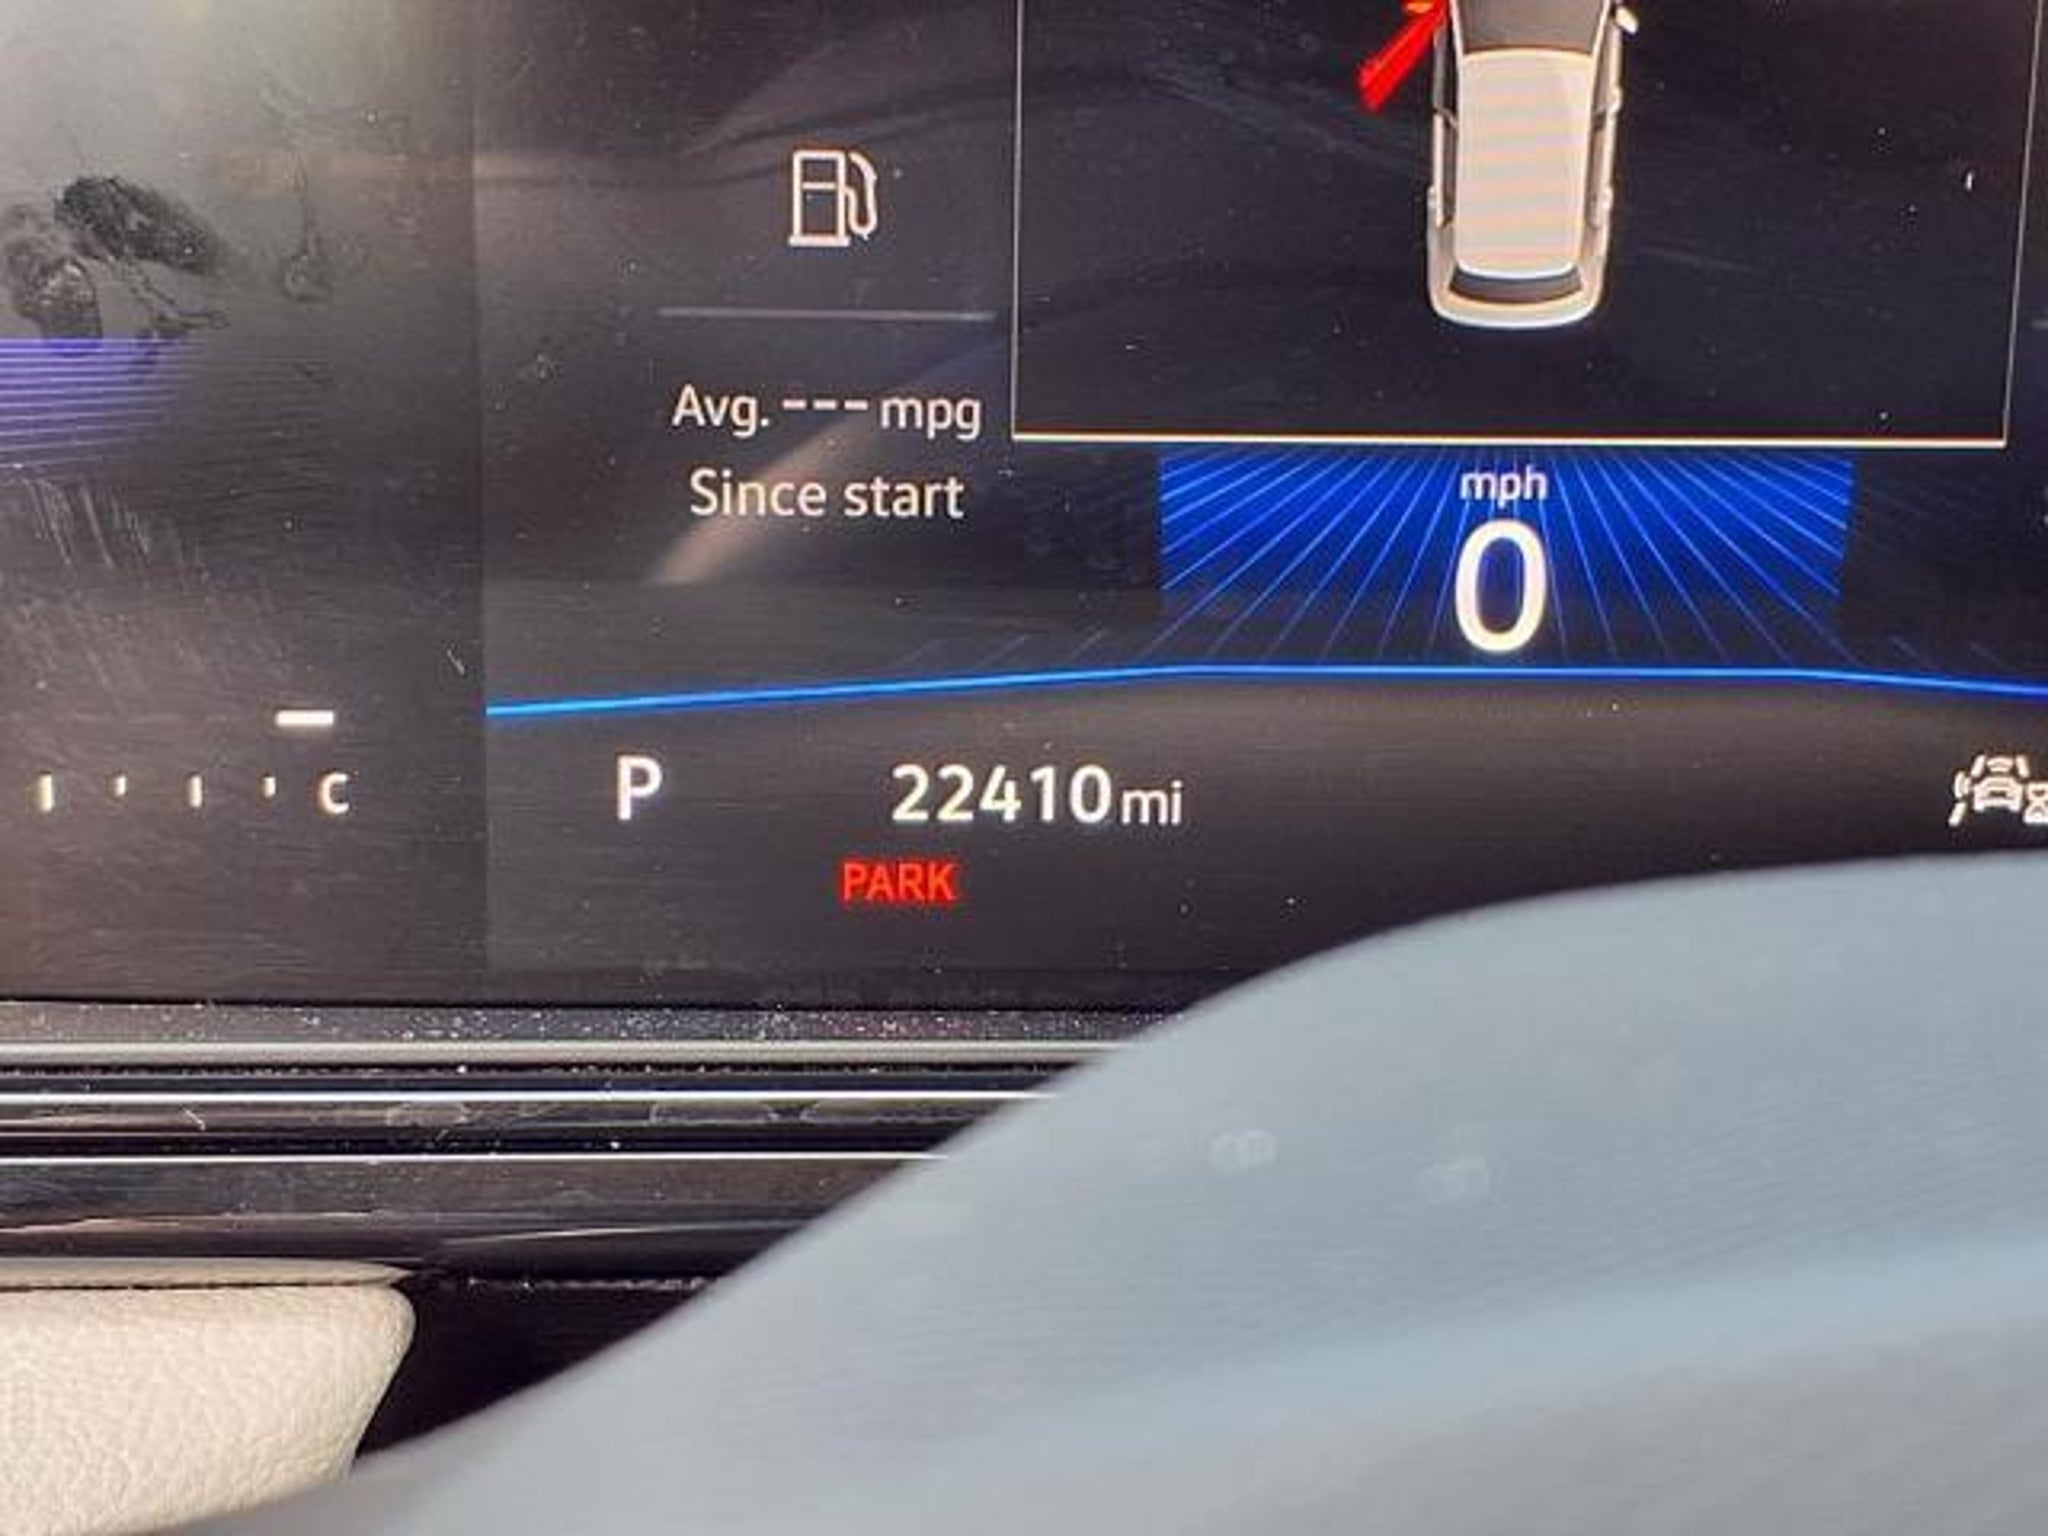 Avg. --- mpg
Since start
mph
0
C
P
22410 mi
PARK